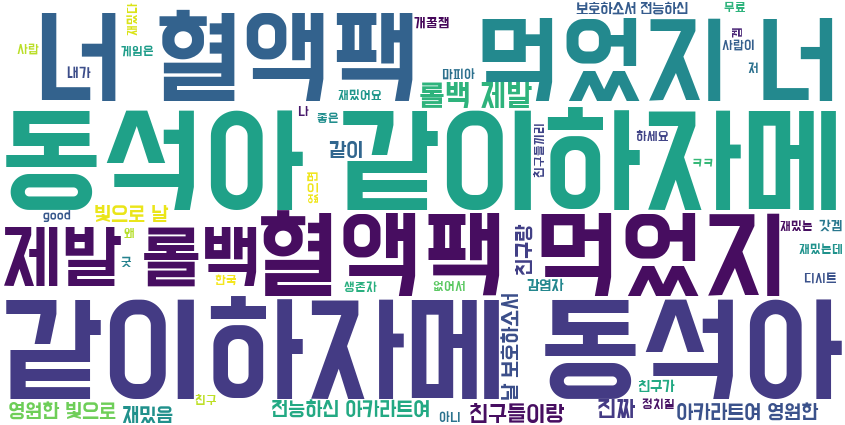 보호하소서 전능하신
무료
다했재
사람
너 혈액팩
개꿀잼
먹었지 너
사람이
게임은
내가
마피아
저
재밌어요
롤백 제발
나
좋은
동석아 같이하자메
같이
친구들끼리
하세요
ㅋㅋ
good
빛으로 날
왜
굿
제발 롤백
혈액팩 먹었지
친구랑
재밌는
갓겜
재밌는데
한국
생존자
없어서
감염자
디시트
같이하자메 동석아
날 보호하소서
영원한 빛으로
재밌음
친구
전능하신 아카라트여
아니
친구들이랑
진짜
친구가
정치질
아카라트여 영원한